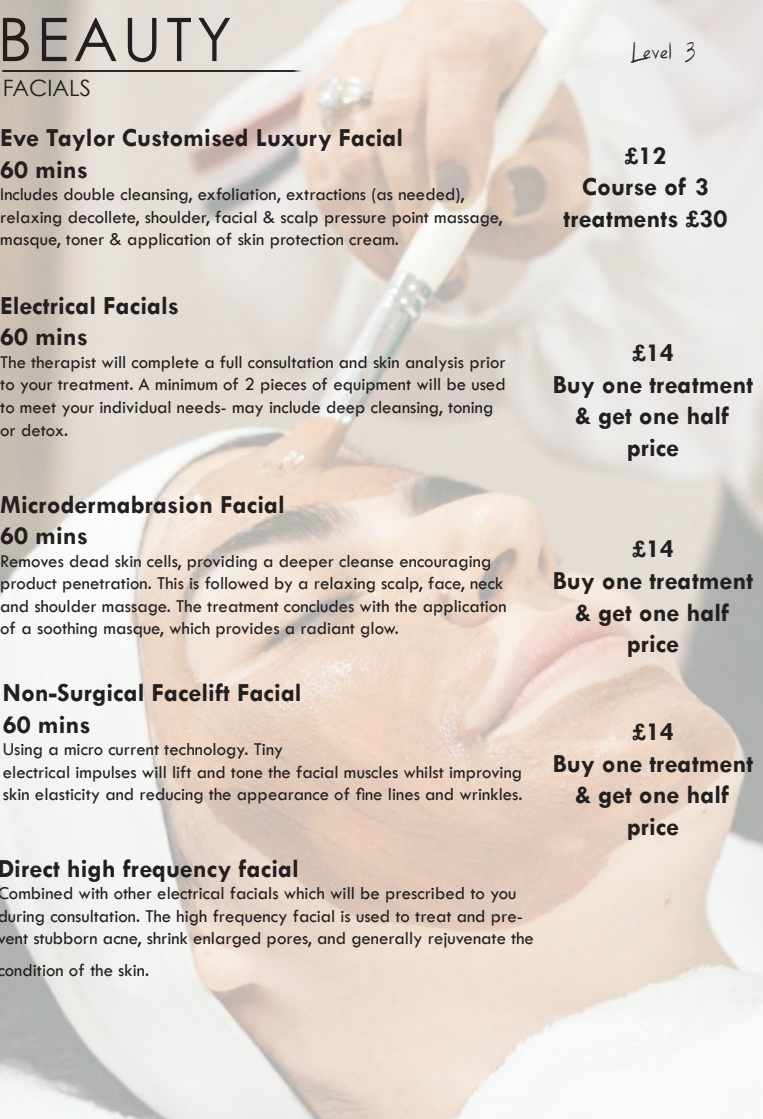 BEAUTY
Level 3
FACIALS
Eve Taylor Customised Luxury Facial
60 mins
Includes double cleansing, exfoliation, extractions (as needed),
relaxing decollete, shoulder, facial & scalp pressure point massage,
masque, toner & application of skin protection cream.
£12
Course of 3
treatments £30
Electrical Facials
60 mins
The therapist will complete a full consultation and skin analysis prior
to your treatment. A minimum of 2 pieces of equipment will be used
to meet your individual needs- may include deep cleansing, toning
or detox.
£14
Buy one treatment
& get one half
price
Microdermabrasion Facial
60 mins
Removes dead skin cells, providing a deeper cleanse encouraging
product penetration. This is followed by a relaxing scalp, face, neck
and shoulder massage. The treatment concludes with the application
of a soothing masque, which provides a radiant glow.
£14
Buy one treatment
& get one half
price
Non-Surgical Facelift Facial
60 mins
Using a micro current technology. Tiny
electrical impulses will lift and tone the facial muscles whilst improving
skin elasticity and reducing the appearance of fine lines and wrinkles.
£14
Buy one treatment
& get one half
price
Direct high frequency facial
Combined with other electrical facials which will be prescribed to you
during consultation. The high frequency facial is used to treat and pre-
vent stubborn acne, shrink enlarged pores, and generally rejuvenate the
condition of the skin.